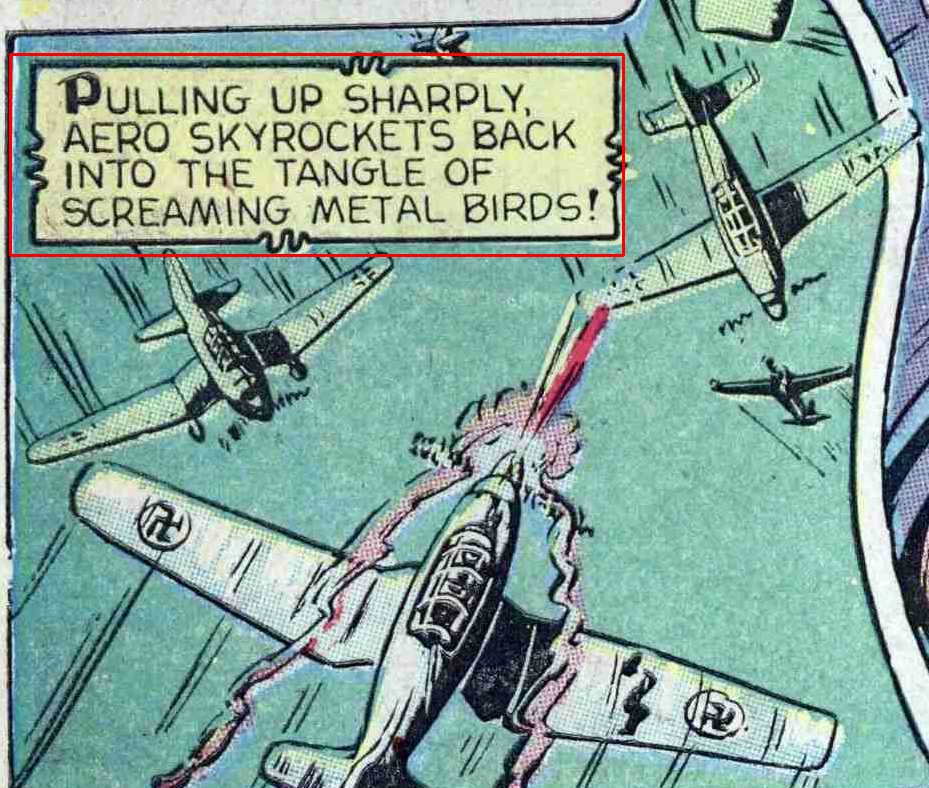 PULLING UP SHARPLY,
AERO SKYROCKETS BACK
INTO THE TANGLE OF
SCREAMING METAL BIRDS!